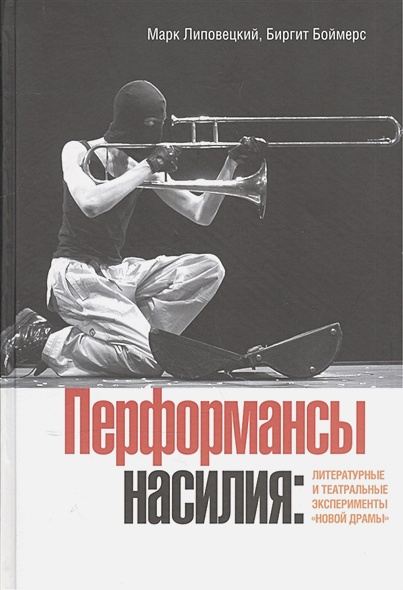 Марк Липовецкий, Биргит Боймерс
Перформансы
насилия:
ЛИТЕРАТУРНЫЕ
И ТЕАТРАЛЬНЫЕ
ЭКСПЕРИМЕНТЫ
«НОВОЙ ДРАМЫ»